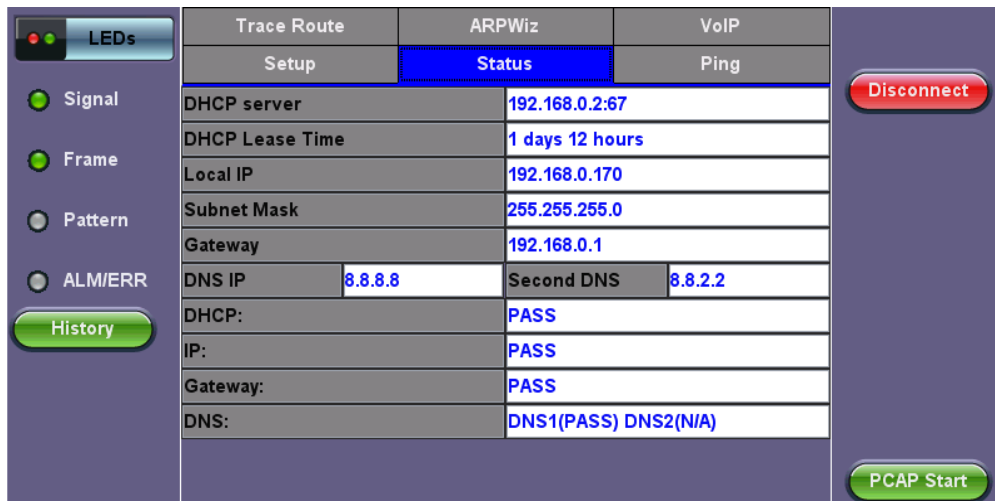 LEDs
Signal
Frame
Pattern
ALM/ERR
History
Trace Route ARPWiz VoIP
Setup Status Ping
DHCP server 192.168.0.2:67
DHCP Lease Time 1 days 12 hours
Local IP 192.168.0.170
Subnet Mask 255.255.255.0
Gateway 192.168.0.1
DNS IP 8.8.8.8 Second DNS 8.8.2.2
DHCP: PASS
IP: PASS
Gateway: PASS
DNS: DNS1(PASS) DNS2(N/A)
Disconnect
PCAP Start